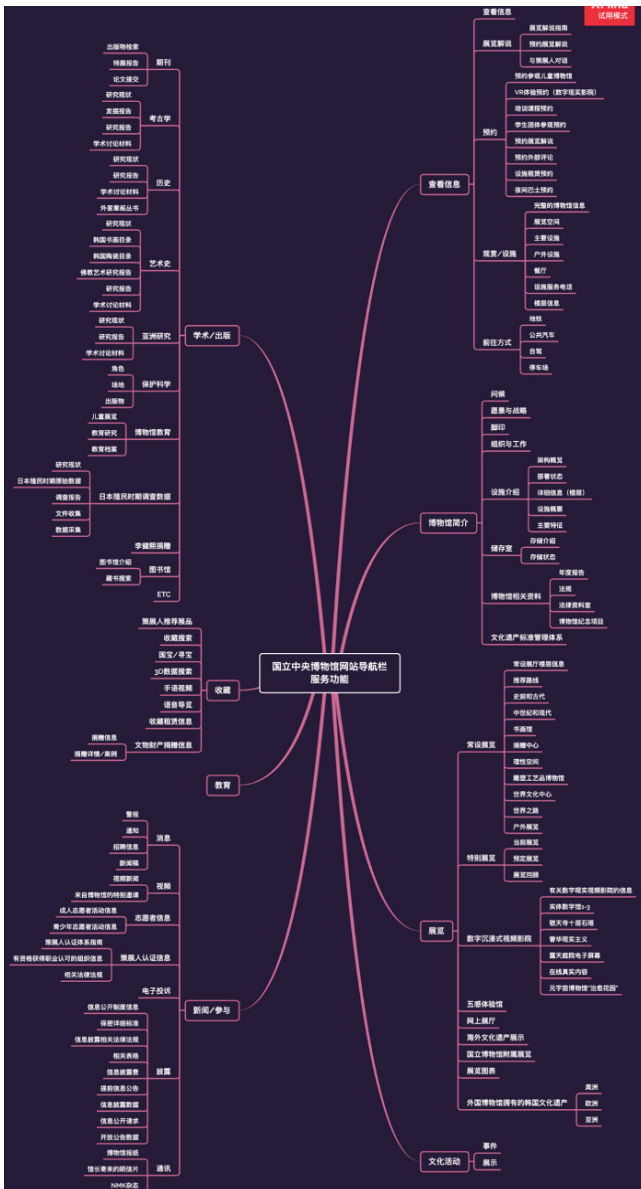 试用模式
国立中央博物馆网站导航栏
服务功能
查看信息
查看信息
展览解说
展览解说指南
预约展览解说
与策展人对话
预约
预约参观儿童博物馆
VR体验预约（数字现实影院）
培训课程预约
学生团体参观预约
预约展览解说
预约外部评论
设施租赁预约
夜间巴士预约
观赏/设施
完整的博物馆信息
展览空间
主要设施
户外设施
餐厅
设施服务电话
楼层信息
前往方式
地铁
公共汽车
自驾
停车场
博物馆简介
问候
愿景与战略
脚印
组织与工作
设施介绍
架构概览
部署状态
详细信息（楼层）
设施概要
主要特征
储存室
存储介绍
存储状态
博物馆相关资料
年度报告
法规
法律资料室
博物馆纪念项目
文化遗产标准管理体系
展览
常设展览
常设展厅楼层信息
推荐路线
史前和古代
中世纪和现代
书画馆
捐赠中心
理性空间
雕塑工艺品博物馆
世界文化中心
世界之路
户外展览
特别展览
当前展览
预定展览
展览回顾
数字沉浸式视频影院
有关数字现实视频影院的信息
实体数字馆1-3
敬天寺十层石塔
奢华现实主义
露天庭院电子屏幕
在线真实内容
元宇宙博物馆“治愈花园”
五感体验馆
网上展厅
海外文化遗产展示
国立博物馆附属展览
展览图表
外国博物馆拥有的韩国文化遗产
美洲
欧洲
亚洲
文化活动
事件
展示
学术/出版
期刊
出版物检索
特展报告
论文提交
考古学
研究现状
发掘报告
研究报告
学术讨论材料
历史
研究现状
研究报告
学术讨论材料
外奎章阁丛书
艺术史
研究现状
韩国书画目录
韩国陶瓷目录
佛教艺术研究报告
研究报告
学术讨论材料
亚洲研究
研究现状
研究报告
学术讨论材料
保护科学
角色
场地
出版物
博物馆教育
儿童展览
教育研究
教育档案
日本殖民时期调查数据
研究现状
日本殖民时期原始数据
调查报告
文件收集
数据采集
李健熙捐赠
图书馆
图书馆介绍
藏书搜索
ETC
收藏
策展人推荐展品
收藏搜索
国宝/寻宝
3D数据搜索
手语视频
语音导览
收藏租赁信息
文物财产捐赠信息
捐赠信息
捐赠详情/案例
教育
新闻/参与
消息
警报
通知
招聘信息
新闻稿
视频
视频新闻
来自博物馆的特别邀请
志愿者信息
成人志愿者活动信息
青少年志愿者活动信息
策展人认证信息
策展人认证体系指南
有资格获得职业认可的组织信息
相关法律法规
电子投诉
披露
信息公开制度信息
保密详细标准
信息披露相关法律法规
相关表格
信息披露费
提前信息公告
信息披露数据
信息公开请求
开放公告数据
通讯
博物馆报纸
馆长寄来的明信片
NMK杂志